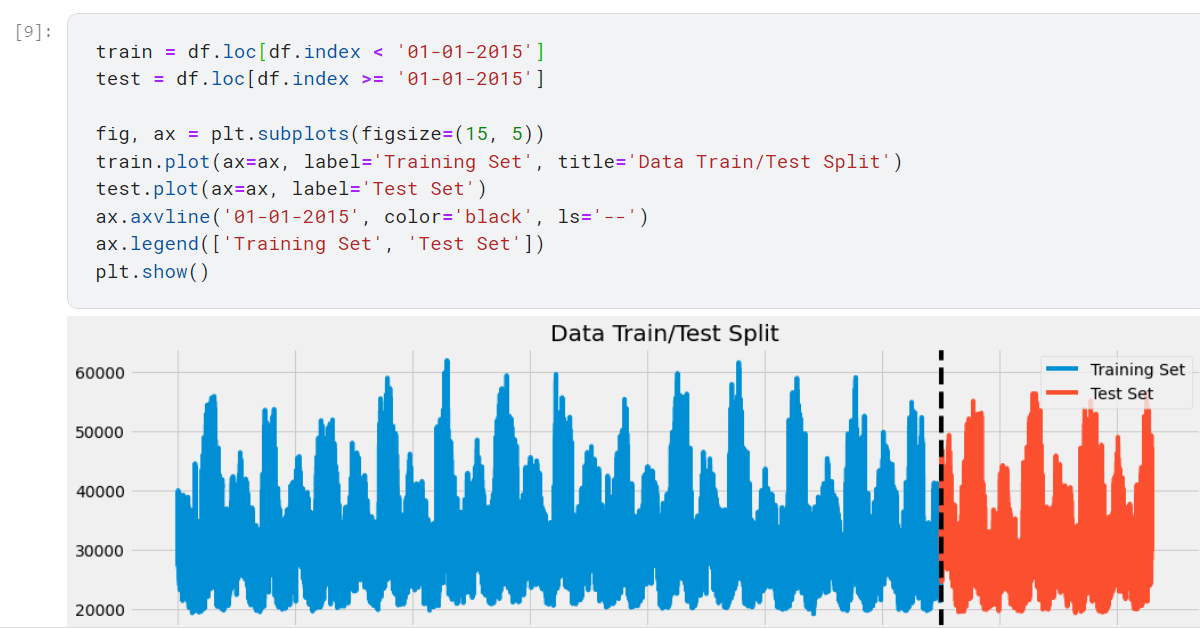 [9]:
train = df.loc[df.index < '01-01-2015']
test = df.loc[df.index >= '01-01-2015']
fig, ax = plt.subplots(figsize=(15, 5))
train.plot(ax=ax, label='Training Set', title='Data Train/Test Split')
test.plot(ax=ax, label='Test Set')
ax.axvline('01-01-2015', color='black', ls='--')
ax.legend(['Training Set', 'Test Set'])
plt.show()
Data Train/Test Split
Training Set
Test Set
60000
50000
40000
30000
20000